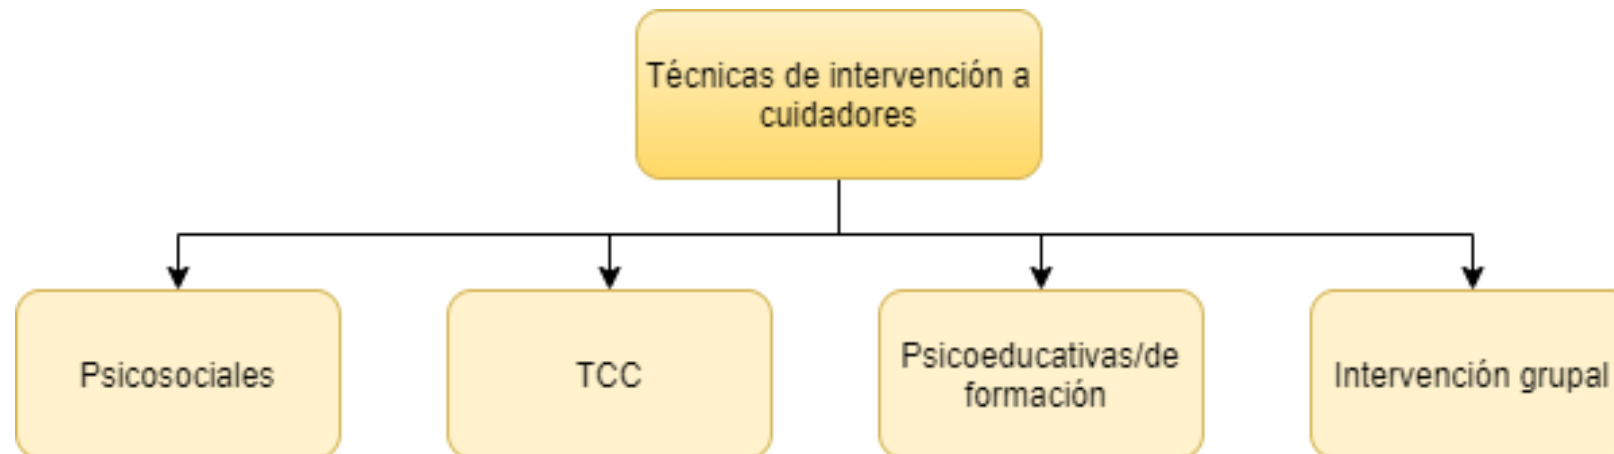 Técnicas de intervención a
cuidadores
Psicosociales
TCC
Psicoeducativas/de
formación
Intervención grupal